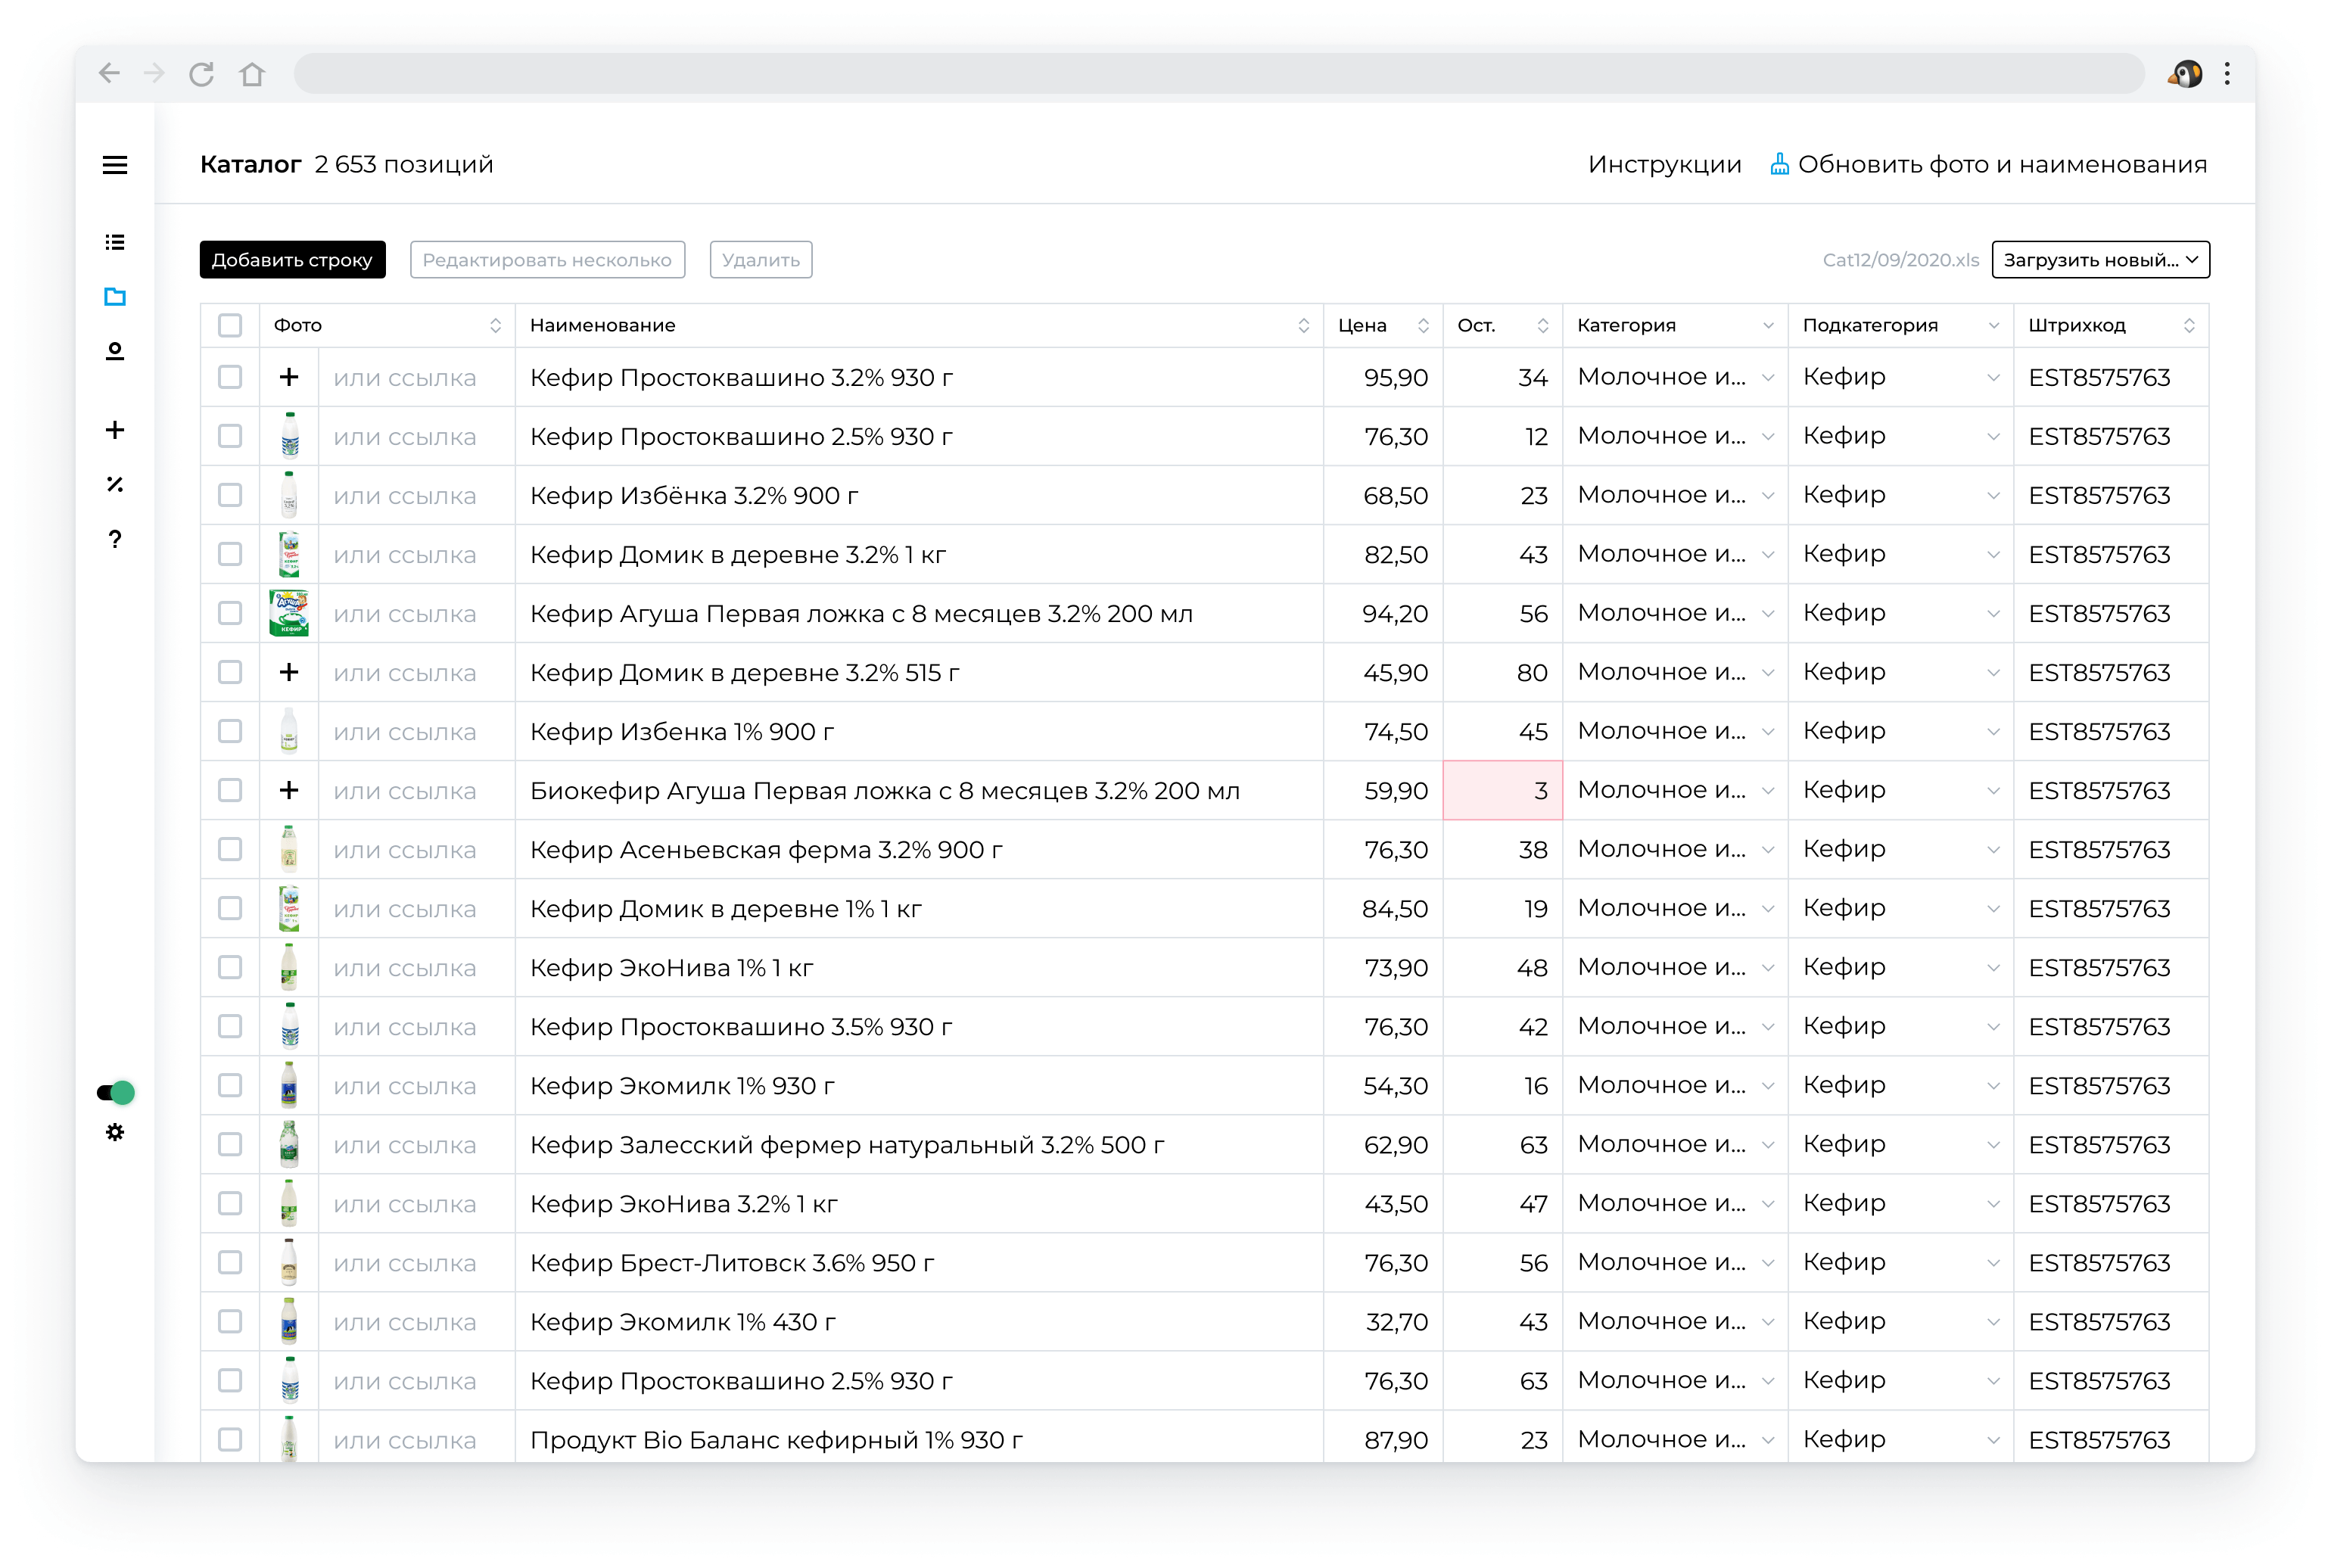 Каталог 2 653 позиций
Инструкции Обновить фото и наименования
Добавить строку Редактировать несколько Удалить Cat12/09/2020.xls Загрузить новый...
Фото Наименование Цена Ост. Категория Подкатегория Штрихкод
+ или ссылка Кефир Простоквашино 3.2% 930 г 95,90 34 Молочное и... Кефир EST8575763
или ссылка Кефир Простоквашино 2.5% 930 г 76,30 12 Молочное и... Кефир EST8575763
или ссылка Кефир Избёнка 3.2% 900 г 68,50 23 Молочное и... Кефир EST8575763
или ссылка Кефир Домик в деревне 3.2% 1 кг 82,50 43 Молочное и... Кефир EST8575763
или ссылка Кефир Агуша Первая ложка с 8 месяцев 3.2% 200 мл 94,20 56 Молочное и... Кефир EST8575763
+ или ссылка Кефир Домик в деревне 3.2% 515 г 45,90 80 Молочное и... Кефир EST8575763
или ссылка Кефир Избенка 1% 900 г 74,50 45 Молочное и... Кефир EST8575763
+ или ссылка Биокефир Агуша Первая ложка с 8 месяцев 3.2% 200 мл 59,90 3 Молочное и... Кефир EST8575763
или ссылка Кефир Асеньевская ферма 3.2% 900 г 76,30 38 Молочное и... Кефир EST8575763
или ссылка Кефир Домик в деревне 1% 1 кг 84,50 19 Молочное и... Кефир EST8575763
или ссылка Кефир ЭкоНива 1% 1 кг 73,90 48 Молочное и... Кефир EST8575763
или ссылка Кефир Простоквашино 3.5% 930 г 76,30 42 Молочное и... Кефир EST8575763
или ссылка Кефир Экомилк 1% 930 г 54,30 16 Молочное и... Кефир EST8575763
или ссылка Кефир Залесский фермер натуральный 3.2% 500 г 62,90 63 Молочное и... Кефир EST8575763
или ссылка Кефир ЭкоНива 3.2% 1 кг 43,50 47 Молочное и... Кефир EST8575763
или ссылка Кефир Брест-Литовск 3.6% 950 г 76,30 56 Молочное и... Кефир EST8575763
или ссылка Кефир Экомилк 1% 430 г 32,70 43 Молочное и... Кефир EST8575763
или ссылка Кефир Простоквашино 2.5% 930 г 76,30 63 Молочное и... Кефир EST8575763
или ссылка Продукт Bio Баланс кефирный 1% 930 г 87,90 23 Молочное и... Кефир EST8575763